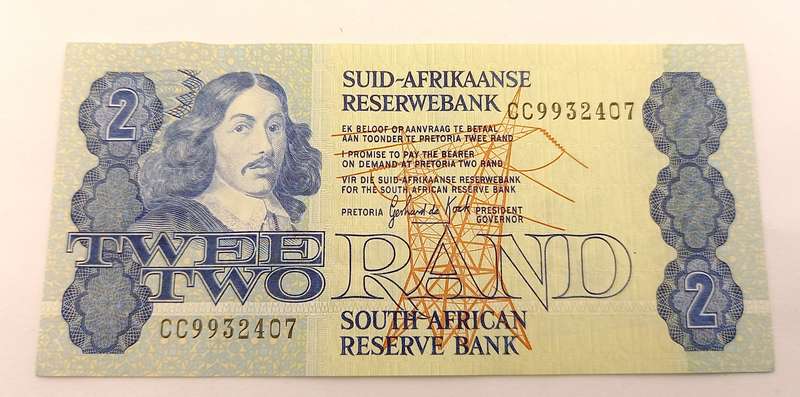 2
SUID-AFRIKAANSE
RESERWEBANK
CC9932407
EK BELOOF OP AANVRAAG TE BETAAL
AAN TOONDER TE PRETORIA TWEE RAND
I PROMISE TO PAY THE BEARER
ON DEMAND AT PRETORIA TWO RAND
VIR DIE SUID-AFRIKAANSE RESERWEBANK
FOR THE SOUTH AFRICAN RESERVE BANK
PRETORIA Gerhard de Kock PRESIDENT
GOVERNOR
TWEE
TWO
RAND
2
CC9932407
SOUTH AFRICAN
RESERVE BANK